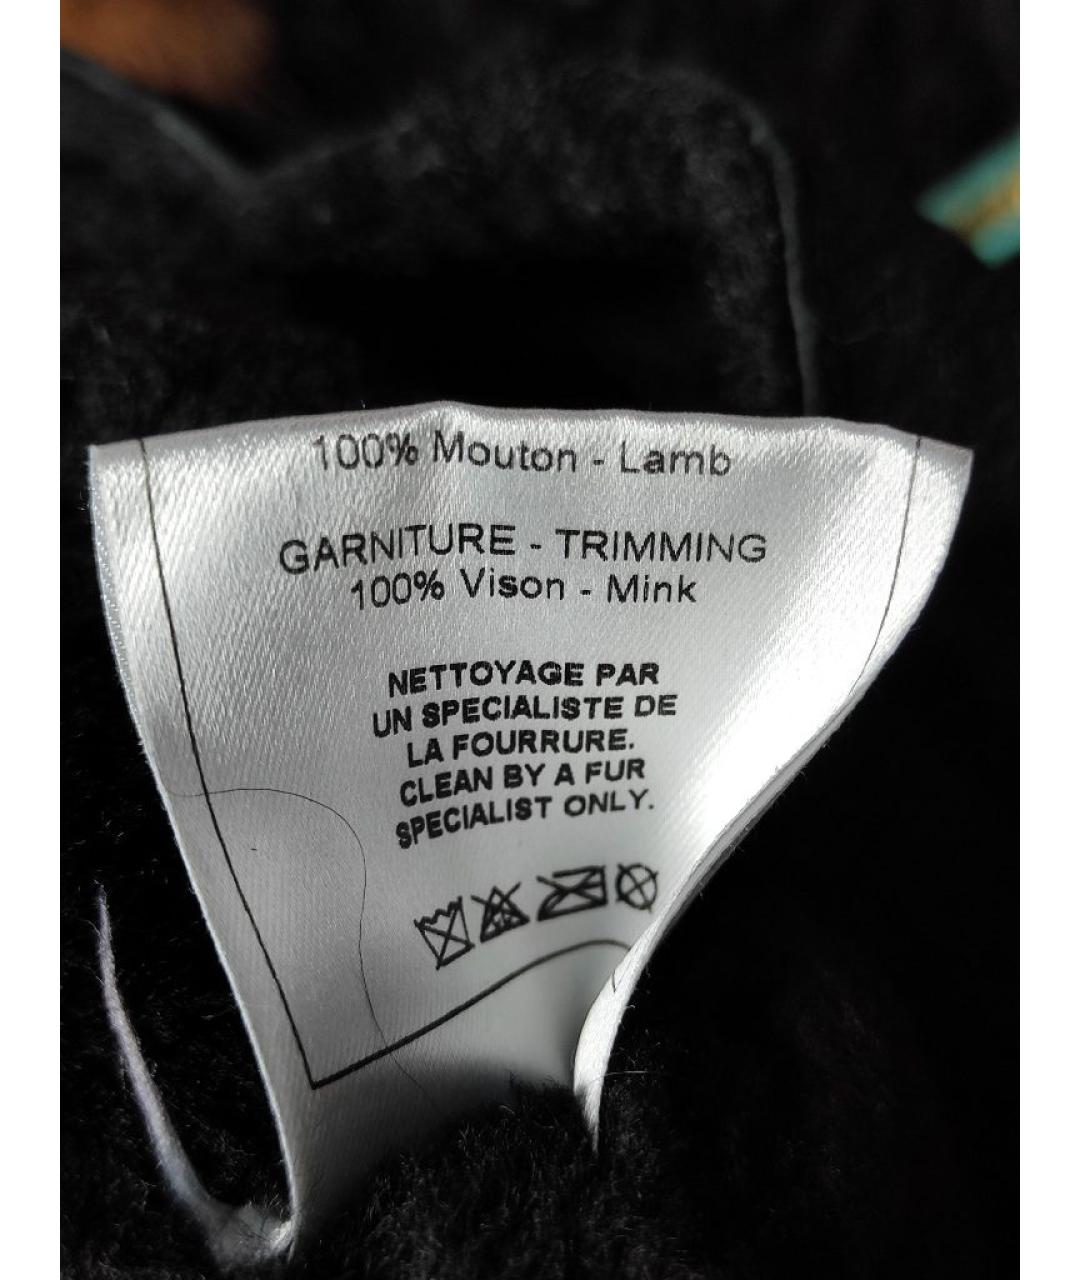 100% Mouton - Lamb
GARNITURE - TRIMMING
100% Vison - Mink
NETTOYAGE PAR
UN SPECIALISTE DE
LA FOURRURE.
CLEAN BY A FUR
SPECIALIST ONLY.